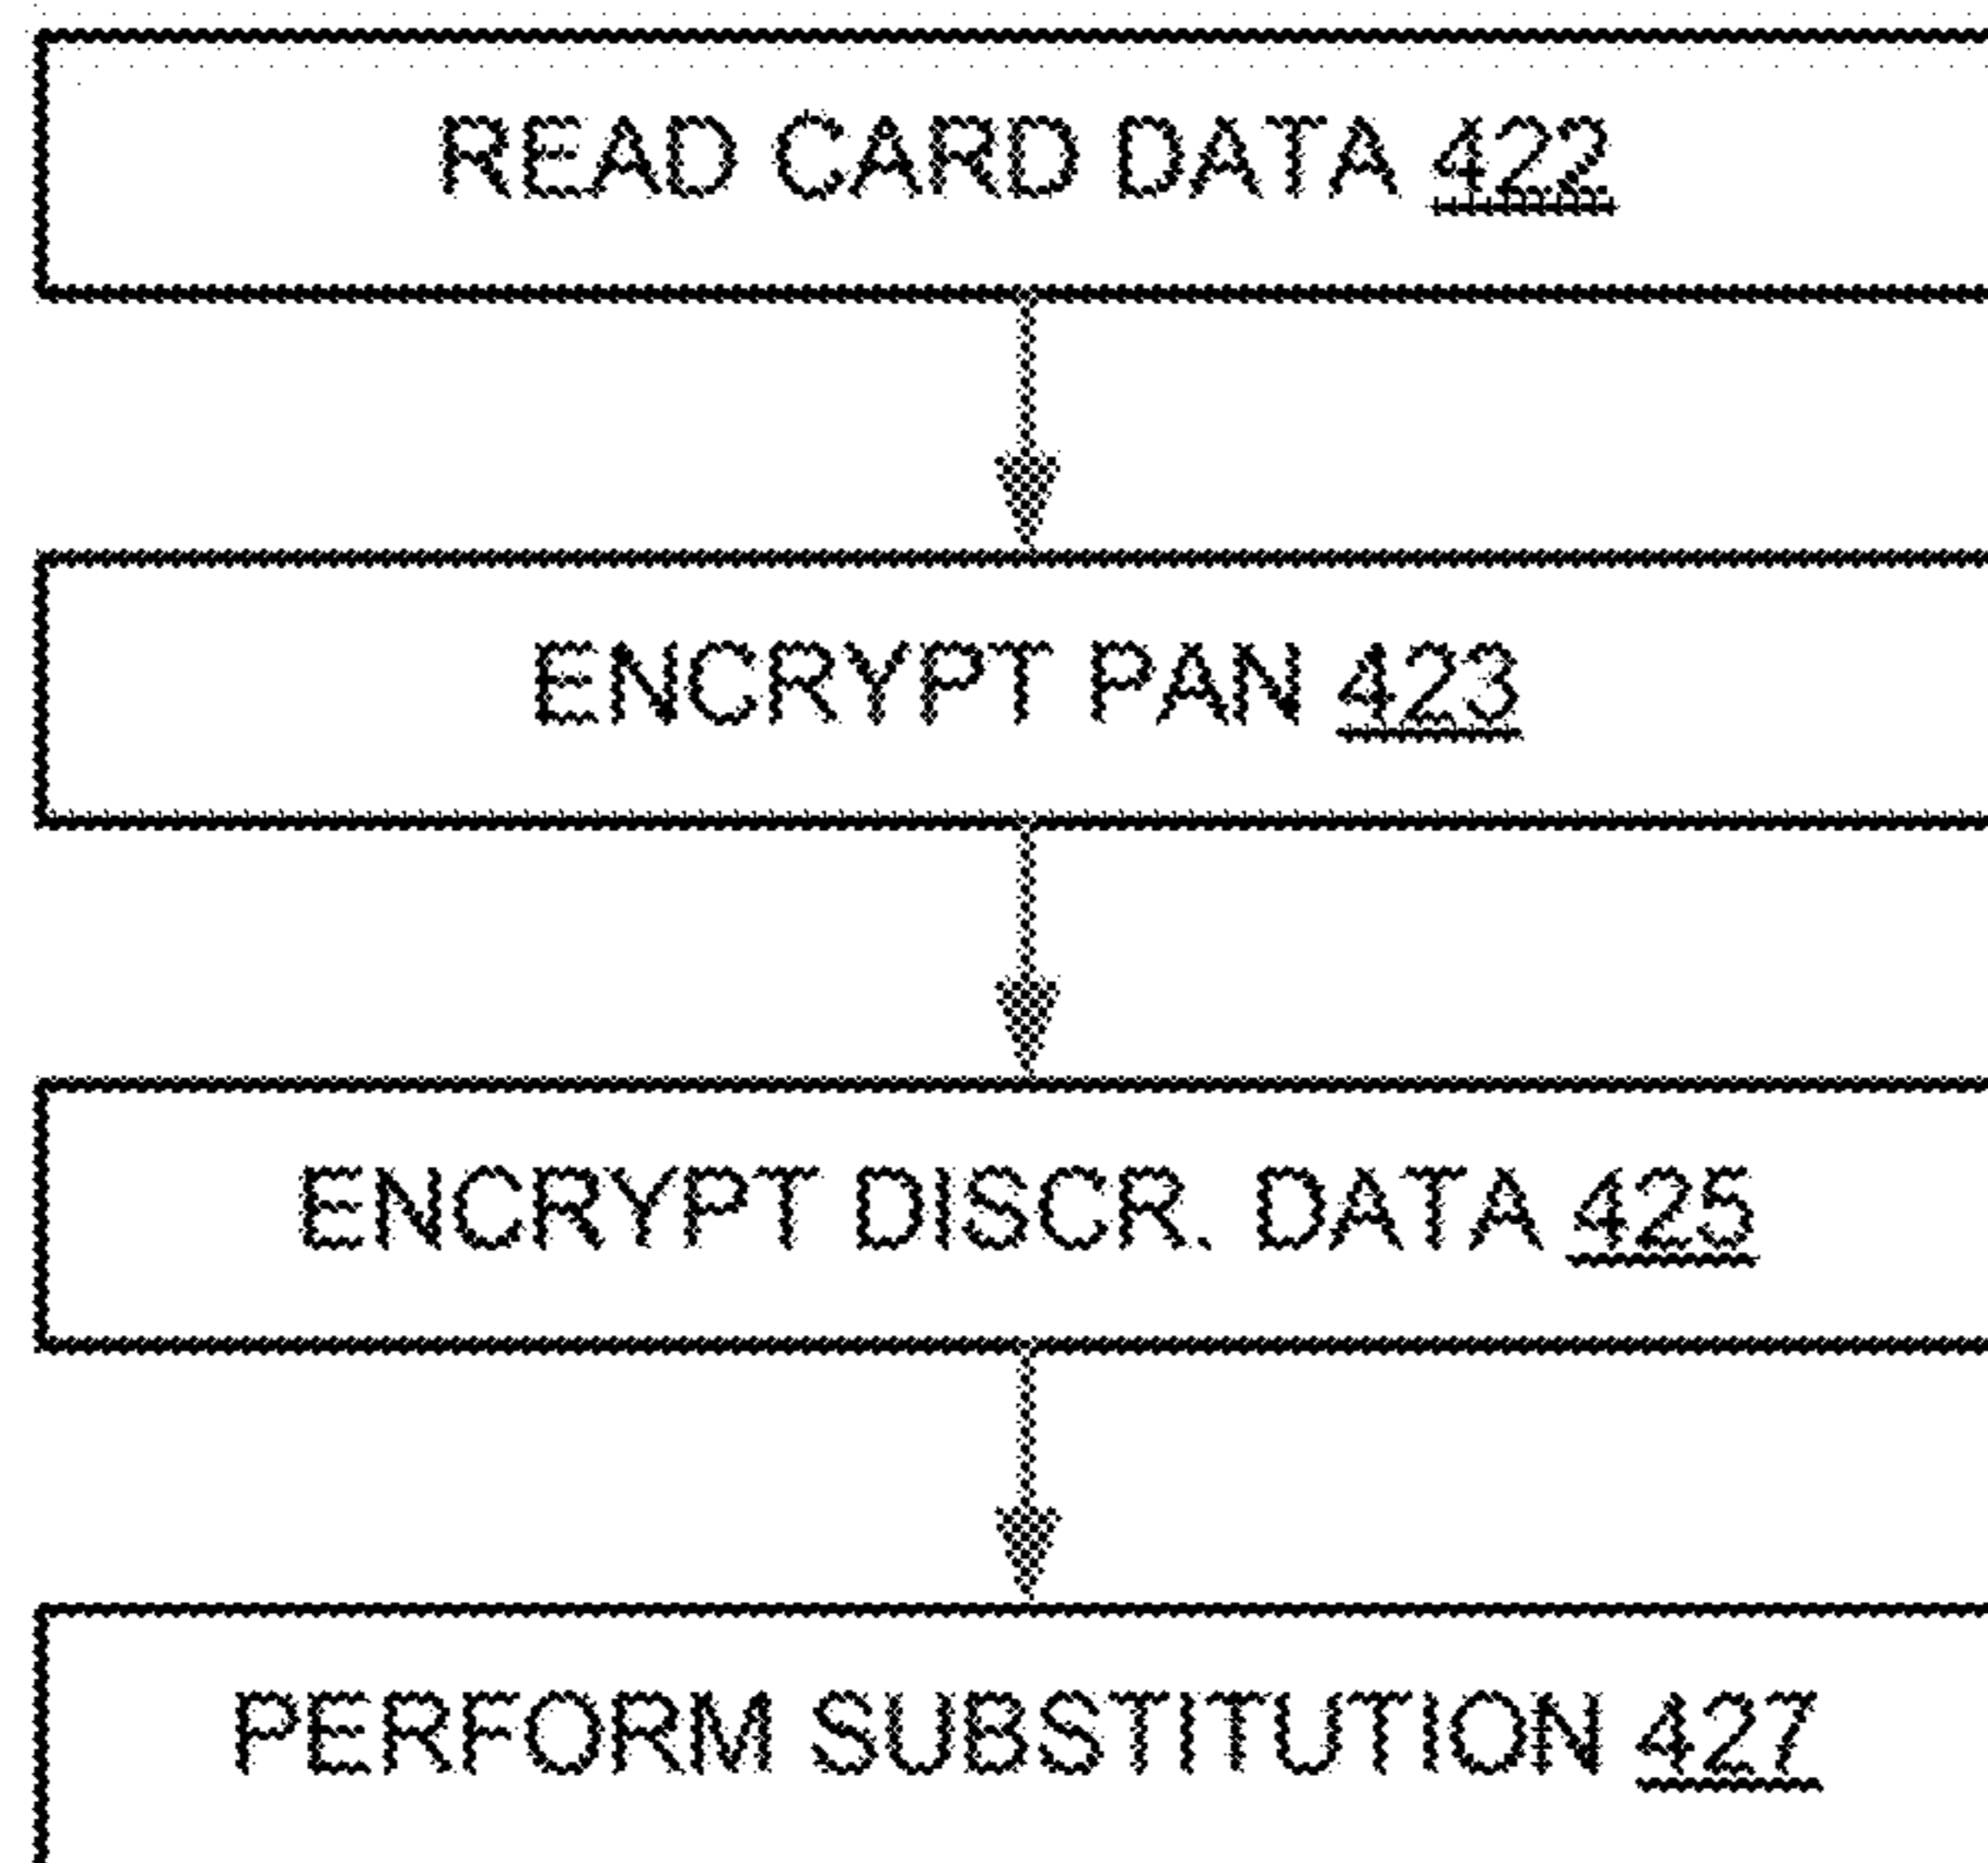 READ CARD DATA 422
ENCRYPT PAN 423
ENCRYPT DISCR. DATA 425
PERFORM SUBSTITUTION 427